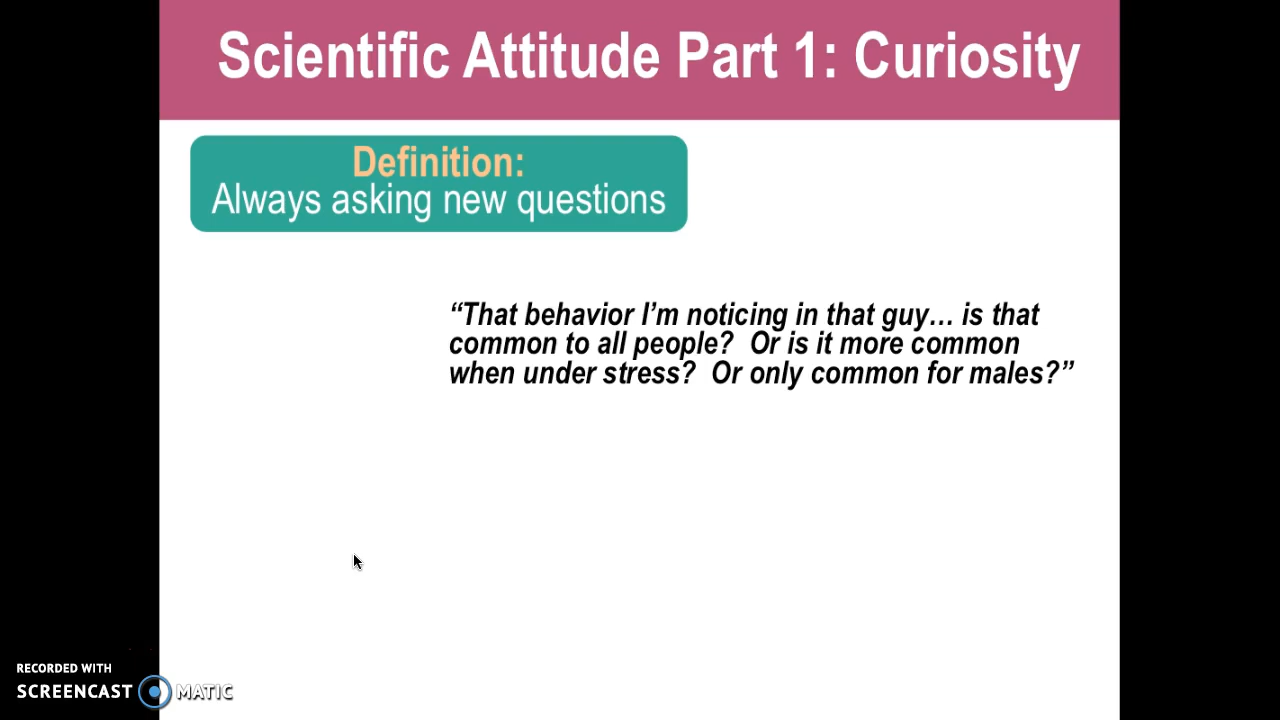 Scientific Attitude Part 1: Curiosity
Definition:
Always asking new questions
“That behavior I’m noticing in that guy… is that
common to all people?  Or is it more common
when under stress?  Or only common for males?”
RECORDED WITH
SCREENCAST MATIC